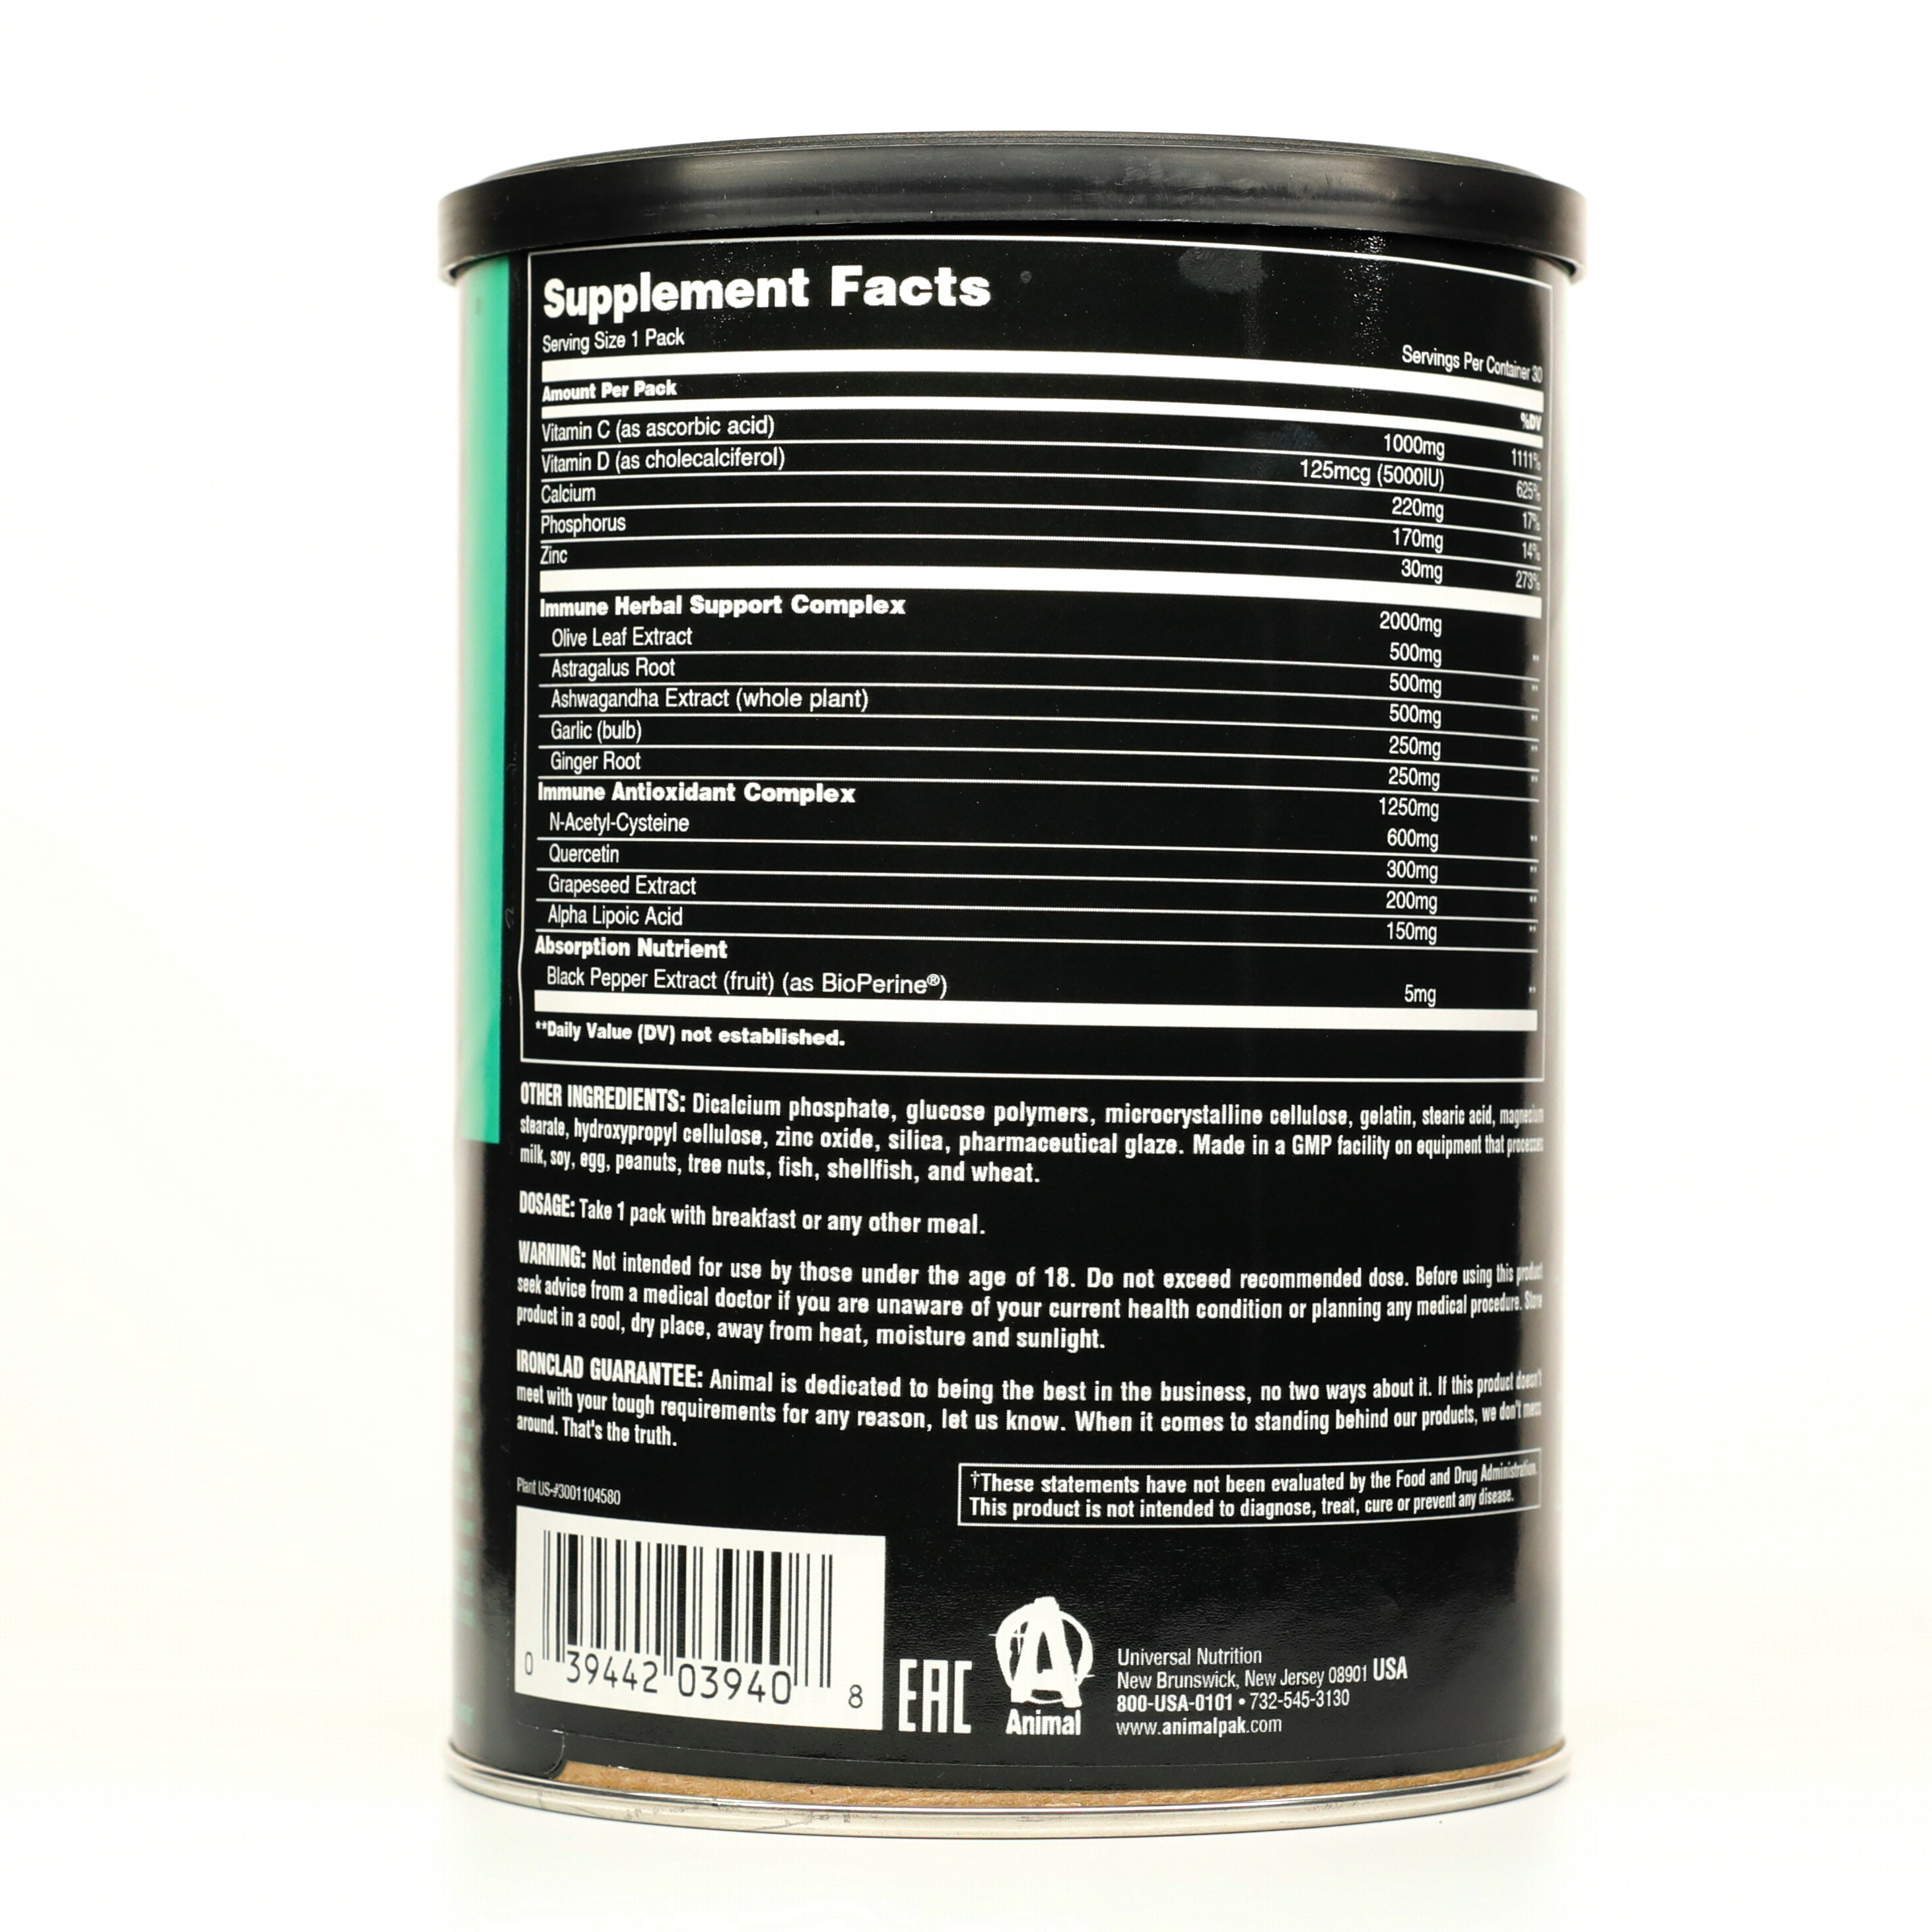 Supplement Facts
Serving Size 1 Pack
Servings Per Container 30
Amount Per Pack
%DV
Vitamin C (as ascorbic acid) 1000mg 1111%
Vitamin D (as cholecalciferol) 125mcg (5000IU) 625%
Calcium 220mg 17%
Phosphorus 170mg 14%
Zinc 30mg 273%
Immune Herbal Support Complex 2000mg
Olive Leaf Extract 500mg **
Astragalus Root 500mg **
Ashwagandha Extract (whole plant) 500mg **
Garlic (bulb) 250mg **
Ginger Root 250mg **
Immune Antioxidant Complex 1250mg
N-Acetyl-Cysteine 600mg **
Quercetin 300mg **
Grapeseed Extract 200mg **
Alpha Lipoic Acid 150mg **
Absorption Nutrient
Black Pepper Extract (fruit) (as BioPerine®) 5mg **
**Daily Value (DV) not established.
OTHER INGREDIENTS: Dicalcium phosphate, glucose polymers, microcrystalline cellulose, gelatin, stearic acid, magnesium
stearate, hydroxypropyl cellulose, zinc oxide, silica, pharmaceutical glaze. Made in a GMP facility on equipment that processes
milk, soy, egg, peanuts, tree nuts, fish, shellfish, and wheat.
DOSAGE: Take 1 pack with breakfast or any other meal.
WARNING: Not intended for use by those under the age of 18. Do not exceed recommended dose. Before using this product
seek advice from a medical doctor if you are unaware of your current health condition or planning any medical procedure. Store
product in a cool, dry place, away from heat, moisture and sunlight.
IRONCLAD GUARANTEE: Animal is dedicated to being the best in the business, no two ways about it. If this product doesn't
meet with your tough requirements for any reason, let us know. When it comes to standing behind our products, we don't mess
around. That's the truth.
Plant US-#3001104580
†These statements have not been evaluated by the Food and Drug Administration.
This product is not intended to diagnose, treat, cure or prevent any disease.
0 39442 03940 8
EAC
A
Animal
Universal Nutrition
New Brunswick, New Jersey 08901 USA
800-USA-0101 • 732-545-3130
www.animalpak.com